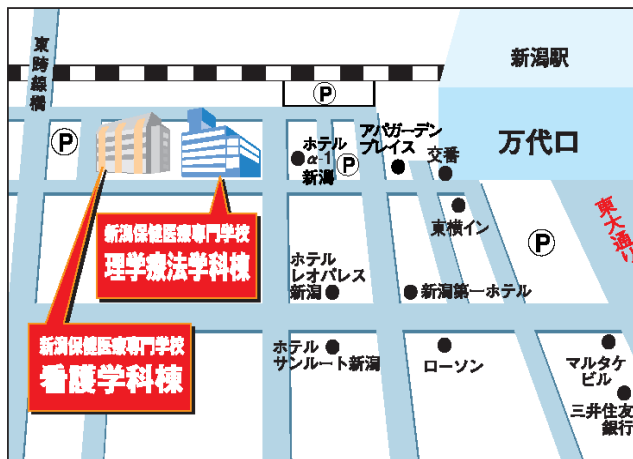 東跨線橋
新潟駅
万代口
P
P
ホテル
α-1
新潟
P
アパガーデン
プレイス
交番
東横イン
P
東大通り
新潟保健医療専門学校
理学療法学科棟
ホテル
レオパレス
新潟
新潟第一ホテル
新潟保健医療専門学校
看護学科棟
ホテル
サンルート新潟
ローソン
マルタケ
ビル
三井住友
銀行